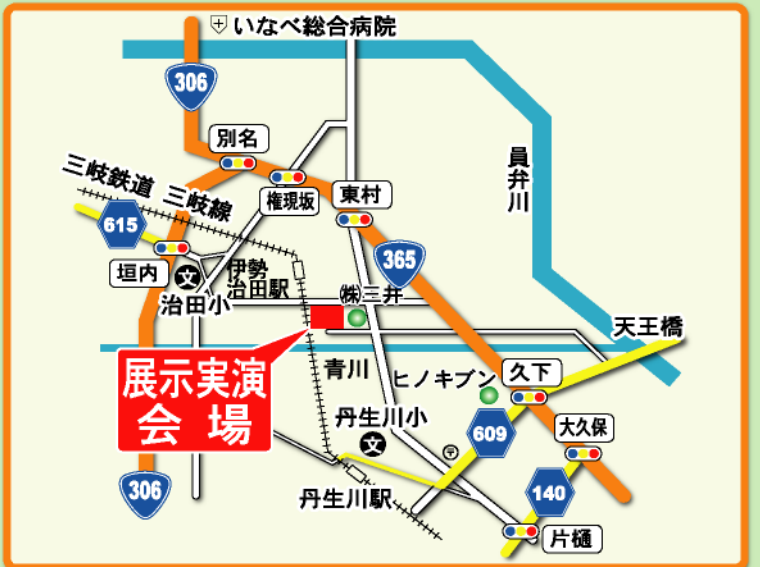 いなべ総合病院
306
別名
三岐鉄道 三岐線
権現坂
東村
員弁川
615
365
垣内
文
治田小
伊勢
治田駅
㈱三井
天王橋
展示実演
会 場
青川
ヒノキブン
久下
丹生川小
文
609
大久保
〒
306
丹生川駅
140
片樋